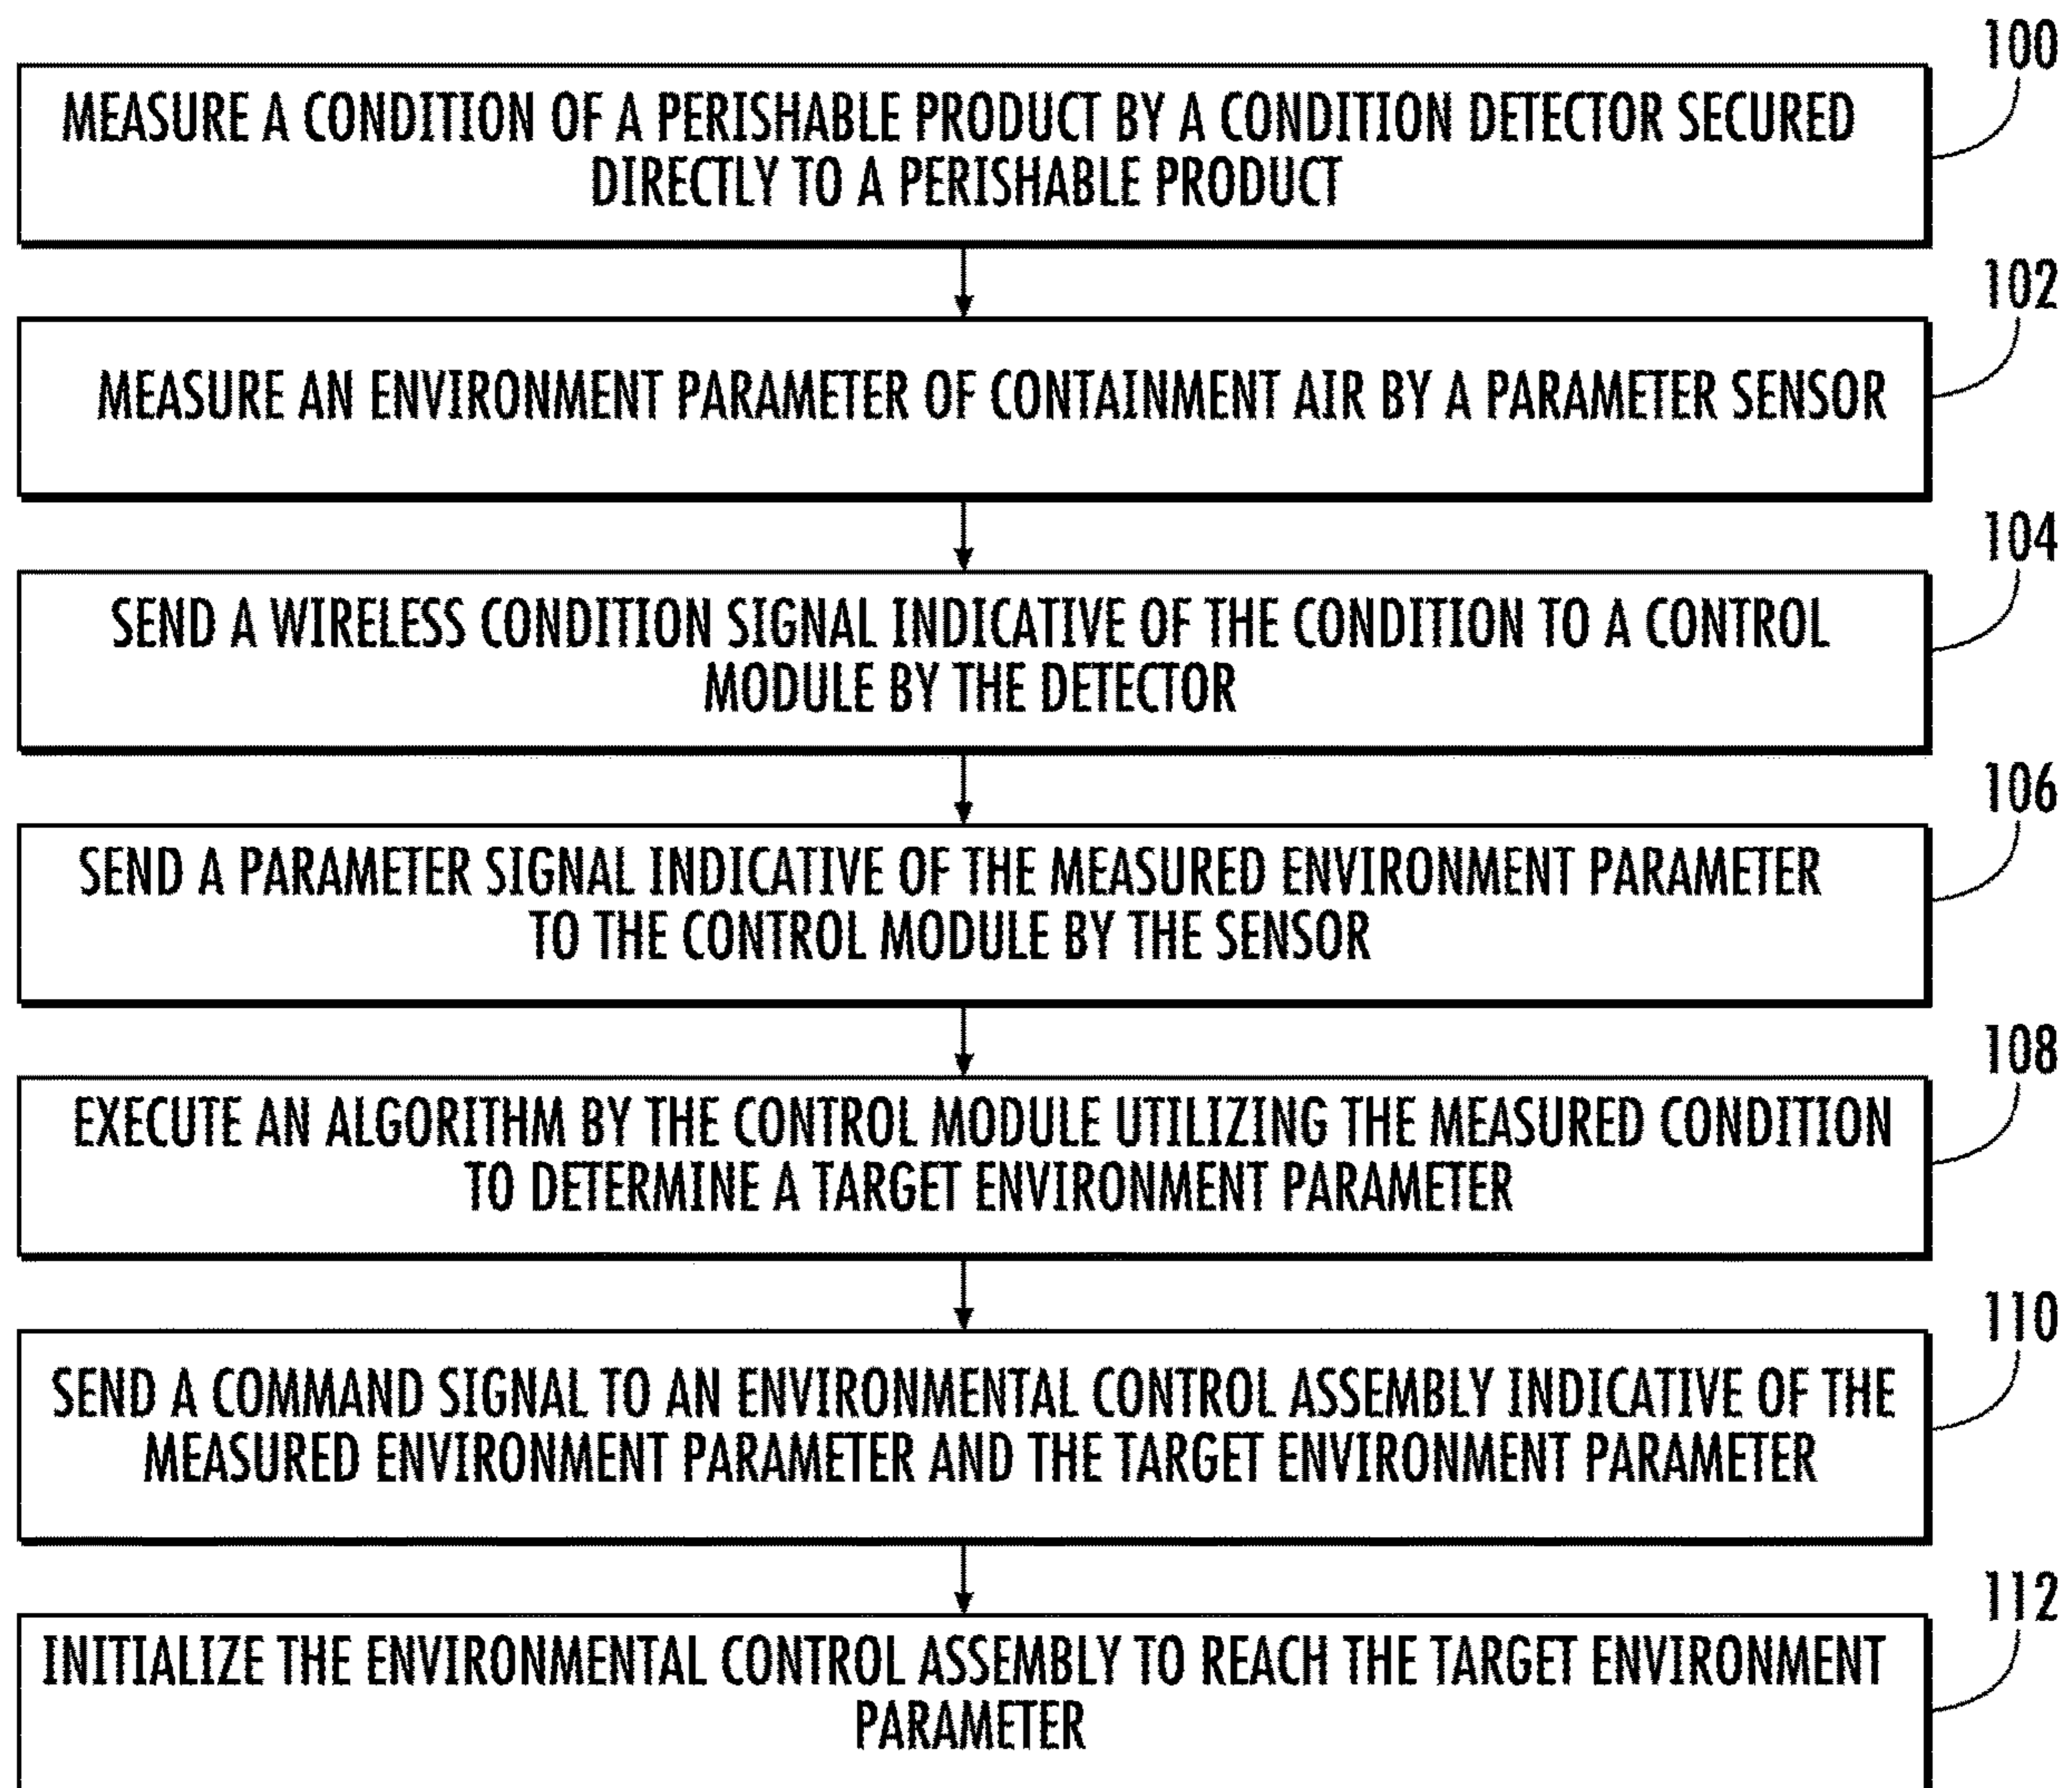 100
MEASURE A CONDITION OF A PERISHABLE PRODUCT BY A CONDITION DETECTOR SECURED
DIRECTLY TO A PERISHABLE PRODUCT
102
MEASURE AN ENVIRONMENT PARAMETER OF CONTAINMENT AIR BY A PARAMETER SENSOR
104
SEND A WIRELESS CONDITION SIGNAL INDICATIVE OF THE CONDITION TO A CONTROL
MODULE BY THE DETECTOR
106
SEND A PARAMETER SIGNAL INDICATIVE OF THE MEASURED ENVIRONMENT PARAMETER
TO THE CONTROL MODULE BY THE SENSOR
108
EXECUTE AN ALGORITHM BY THE CONTROL MODULE UTILIZING THE MEASURED CONDITION
TO DETERMINE A TARGET ENVIRONMENT PARAMETER
110
SEND A COMMAND SIGNAL TO AN ENVIRONMENTAL CONTROL ASSEMBLY INDICATIVE OF THE
MEASURED ENVIRONMENT PARAMETER AND THE TARGET ENVIRONMENT PARAMETER
112
INITIALIZE THE ENVIRONMENTAL CONTROL ASSEMBLY TO REACH THE TARGET ENVIRONMENT
PARAMETER